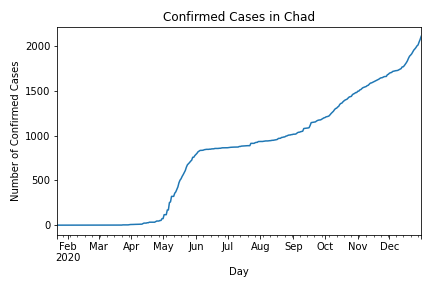 Confirmed Cases in Chad
Number of Confirmed Cases
2000
1500
1000
500
0
Feb Mar Apr May Jun Jul Aug Sep Oct Nov Dec
2020
Day